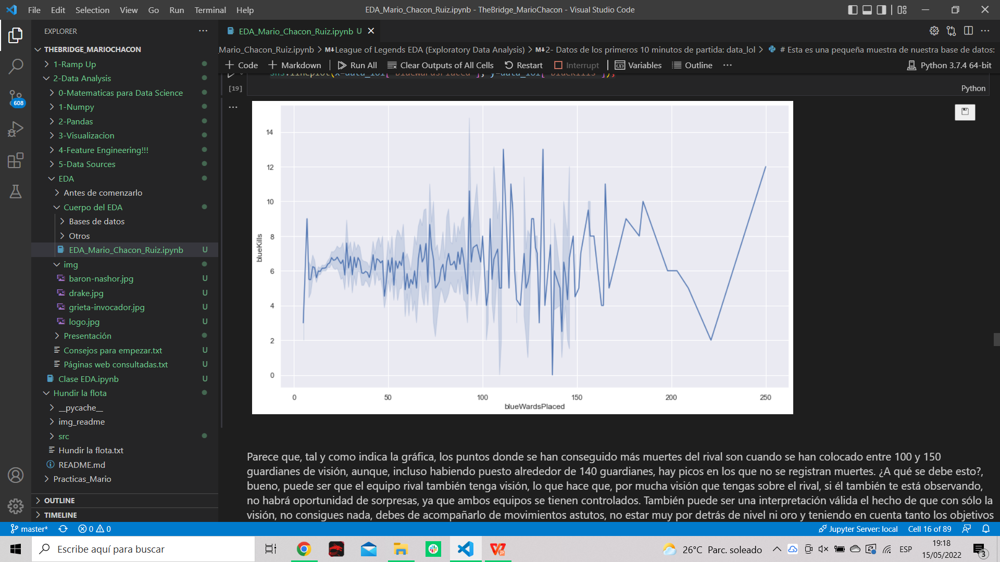 File Edit Selection View Go Run Terminal Help
EDA_Mario_Chacon_Ruiz.ipynb - TheBridge_MarioChacon - Visual Studio Code
EXPLORER
THEBRIDGE_MARIOCHACON
1-Ramp Up
2-Data Analysis
0-Matematicas para Data Science
1-Numpy
2-Pandas
3-Visualizacion
4-Feature Engineering!!!
5-Data Sources
EDA
Antes de comenzarlo
Cuerpo del EDA
Bases de datos
Otros
EDA_Mario_Chacon_Ruiz.ipynb U
img
baron-nashor.jpg U
drake.jpg U
grieta-invocador.jpg U
logo.jpg U
Presentación
Consejos para empezar.txt U
Páginas web consultadas.txt U
Clase EDA.ipynb U
Hundir la flota
__pycache__
img_readme
src
Hundir la flota.txt
README.md
Practicas_Mario
OUTLINE
TIMELINE
608
EDA_Mario_Chacon_Ruiz.ipynb U
_Mario_Chacon_Ruiz.ipynb > M↓League of Legends EDA (Exploratory Data Analysis) > M↓2- Datos de los primeros 10 minutos de partida: data_lol > # Esta es una pequeña muestra de nuestra base de datos:
Code Markdown Run All Clear Outputs of All Cells Restart Interrupt Variables Outline ··· Python 3.7.4 64-bit
sns.lineplot(x=data_lol["blueWardsPlaced"], y=data_lol["blueKills"]);
[19] Python
14
12
10
8
6
4
2
0
blueKills
0 50 100 150 200 250
blueWardsPlaced
Parece que, tal y como indica la gráfica, los puntos donde se han conseguido más muertes del rival son cuando se han colocado entre 100 y 150
guardianes de visión, aunque, incluso habiendo puesto alrededor de 140 guardianes, hay picos en los que no se registran muertes. ¿A qué se debe esto?,
bueno, puede ser que el equipo rival también tenga visión, lo que hace que, por mucha visión que tengas sobre el rival, si él también te está observando,
no habrá oportunidad de sorpresas, ya que ambos equipos se tienen controlados. También puede ser una interpretación válida el hecho de que con sólo la
visión, no consigues nada, debes de acompañarlo de movimientos astutos, no estar muy por detrás de nivel ni oro y teniendo en cuenta tanto los objetivos
master* 0 0 Jupyter Server: local Cell 16 of 89
Escribe aquí para buscar
26°C Parc. soleado
ESP
19:18
15/05/2022
3